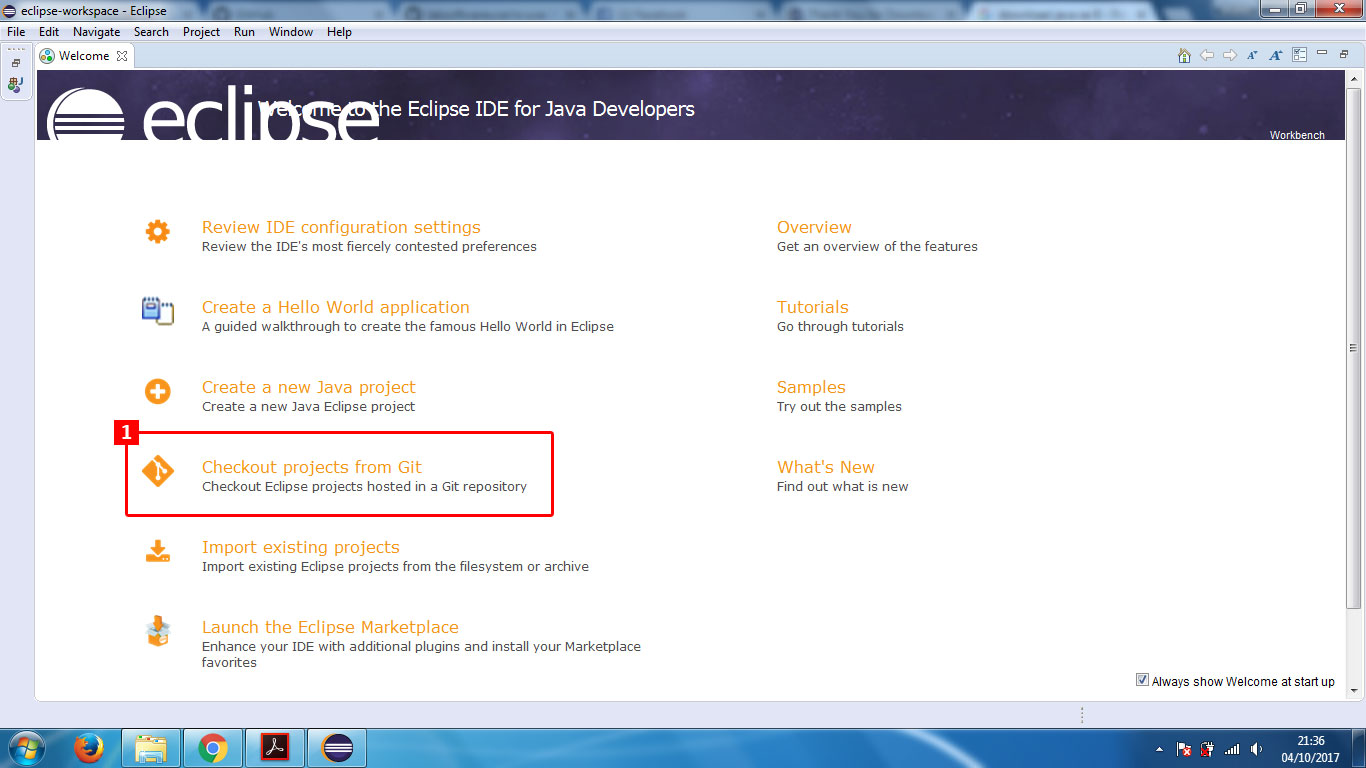 eclipse-workspace - Eclipse
File Edit Navigate Search Project Run Window Help
Welcome
eclipse
Welcome to the Eclipse IDE for Java Developers
Workbench
Review IDE configuration settings
Review the IDE's most fiercely contested preferences
Overview
Get an overview of the features
Create a Hello World application
A guided walkthrough to create the famous Hello World in Eclipse
Tutorials
Go through tutorials
Create a new Java project
Create a new Java Eclipse project
Samples
Try out the samples
1
Checkout projects from Git
Checkout Eclipse projects hosted in a Git repository
What's New
Find out what is new
Import existing projects
Import existing Eclipse projects from the filesystem or archive
Launch the Eclipse Marketplace
Enhance your IDE with additional plugins and install your Marketplace
favorites
Always show Welcome at start up
21:36
04/10/2017